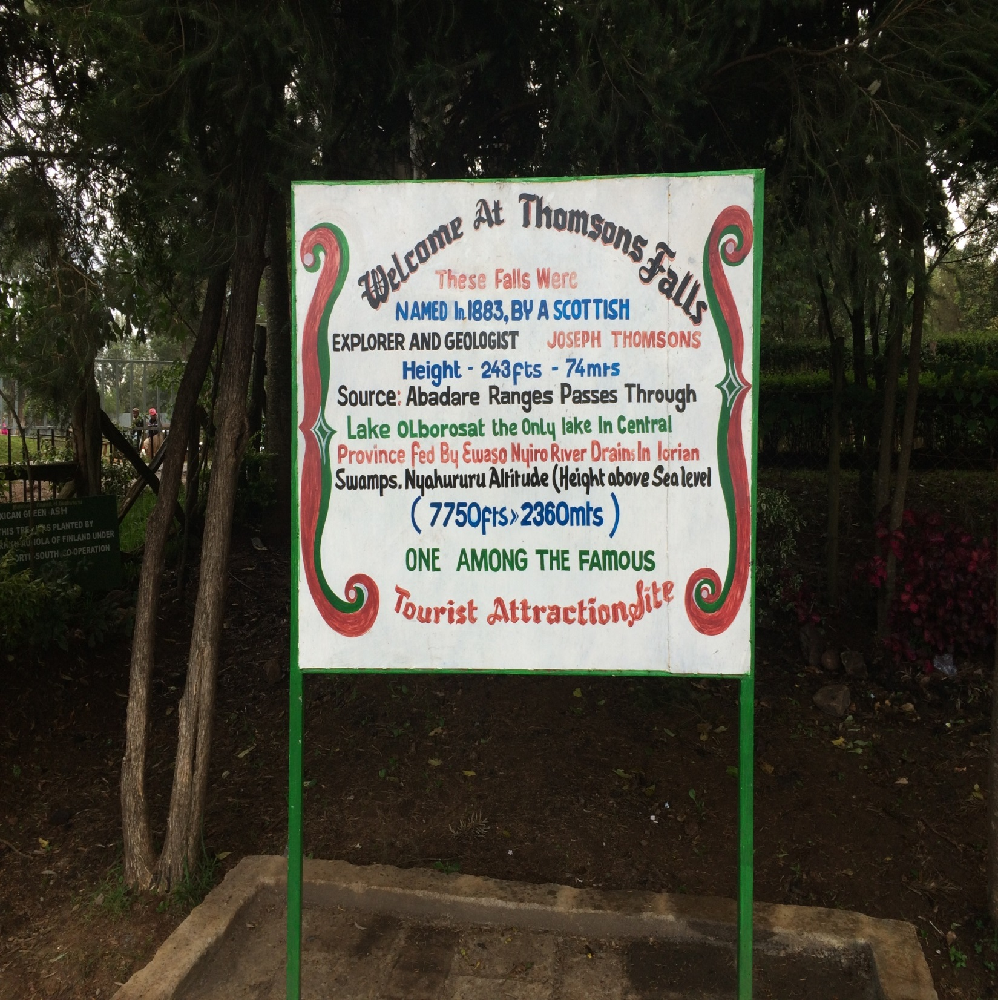 Welcome At Thomsons Falls
These Falls Were
NAMED In 1883, BY A SCOTTISH
EXPLORER AND GEOLOGIST JOSEPH THOMSONS
Height - 243fts - 74mrs
Source: Abadare Ranges Passes Through
Lake OLborosat the Only lake In Central
Province Fed By Ewaso Nyiro River Drains In lorian
Swamps. Nyahururu Altitude (Height above Sea level
( 7750fts » 2360mts )
ONE AMONG THE FAMOUS
Tourist Attraction Site
GREEN ASH
THIS TREE WAS PLANTED BY
OF FINLAND UNDER
SOUTH CO-OPERATION